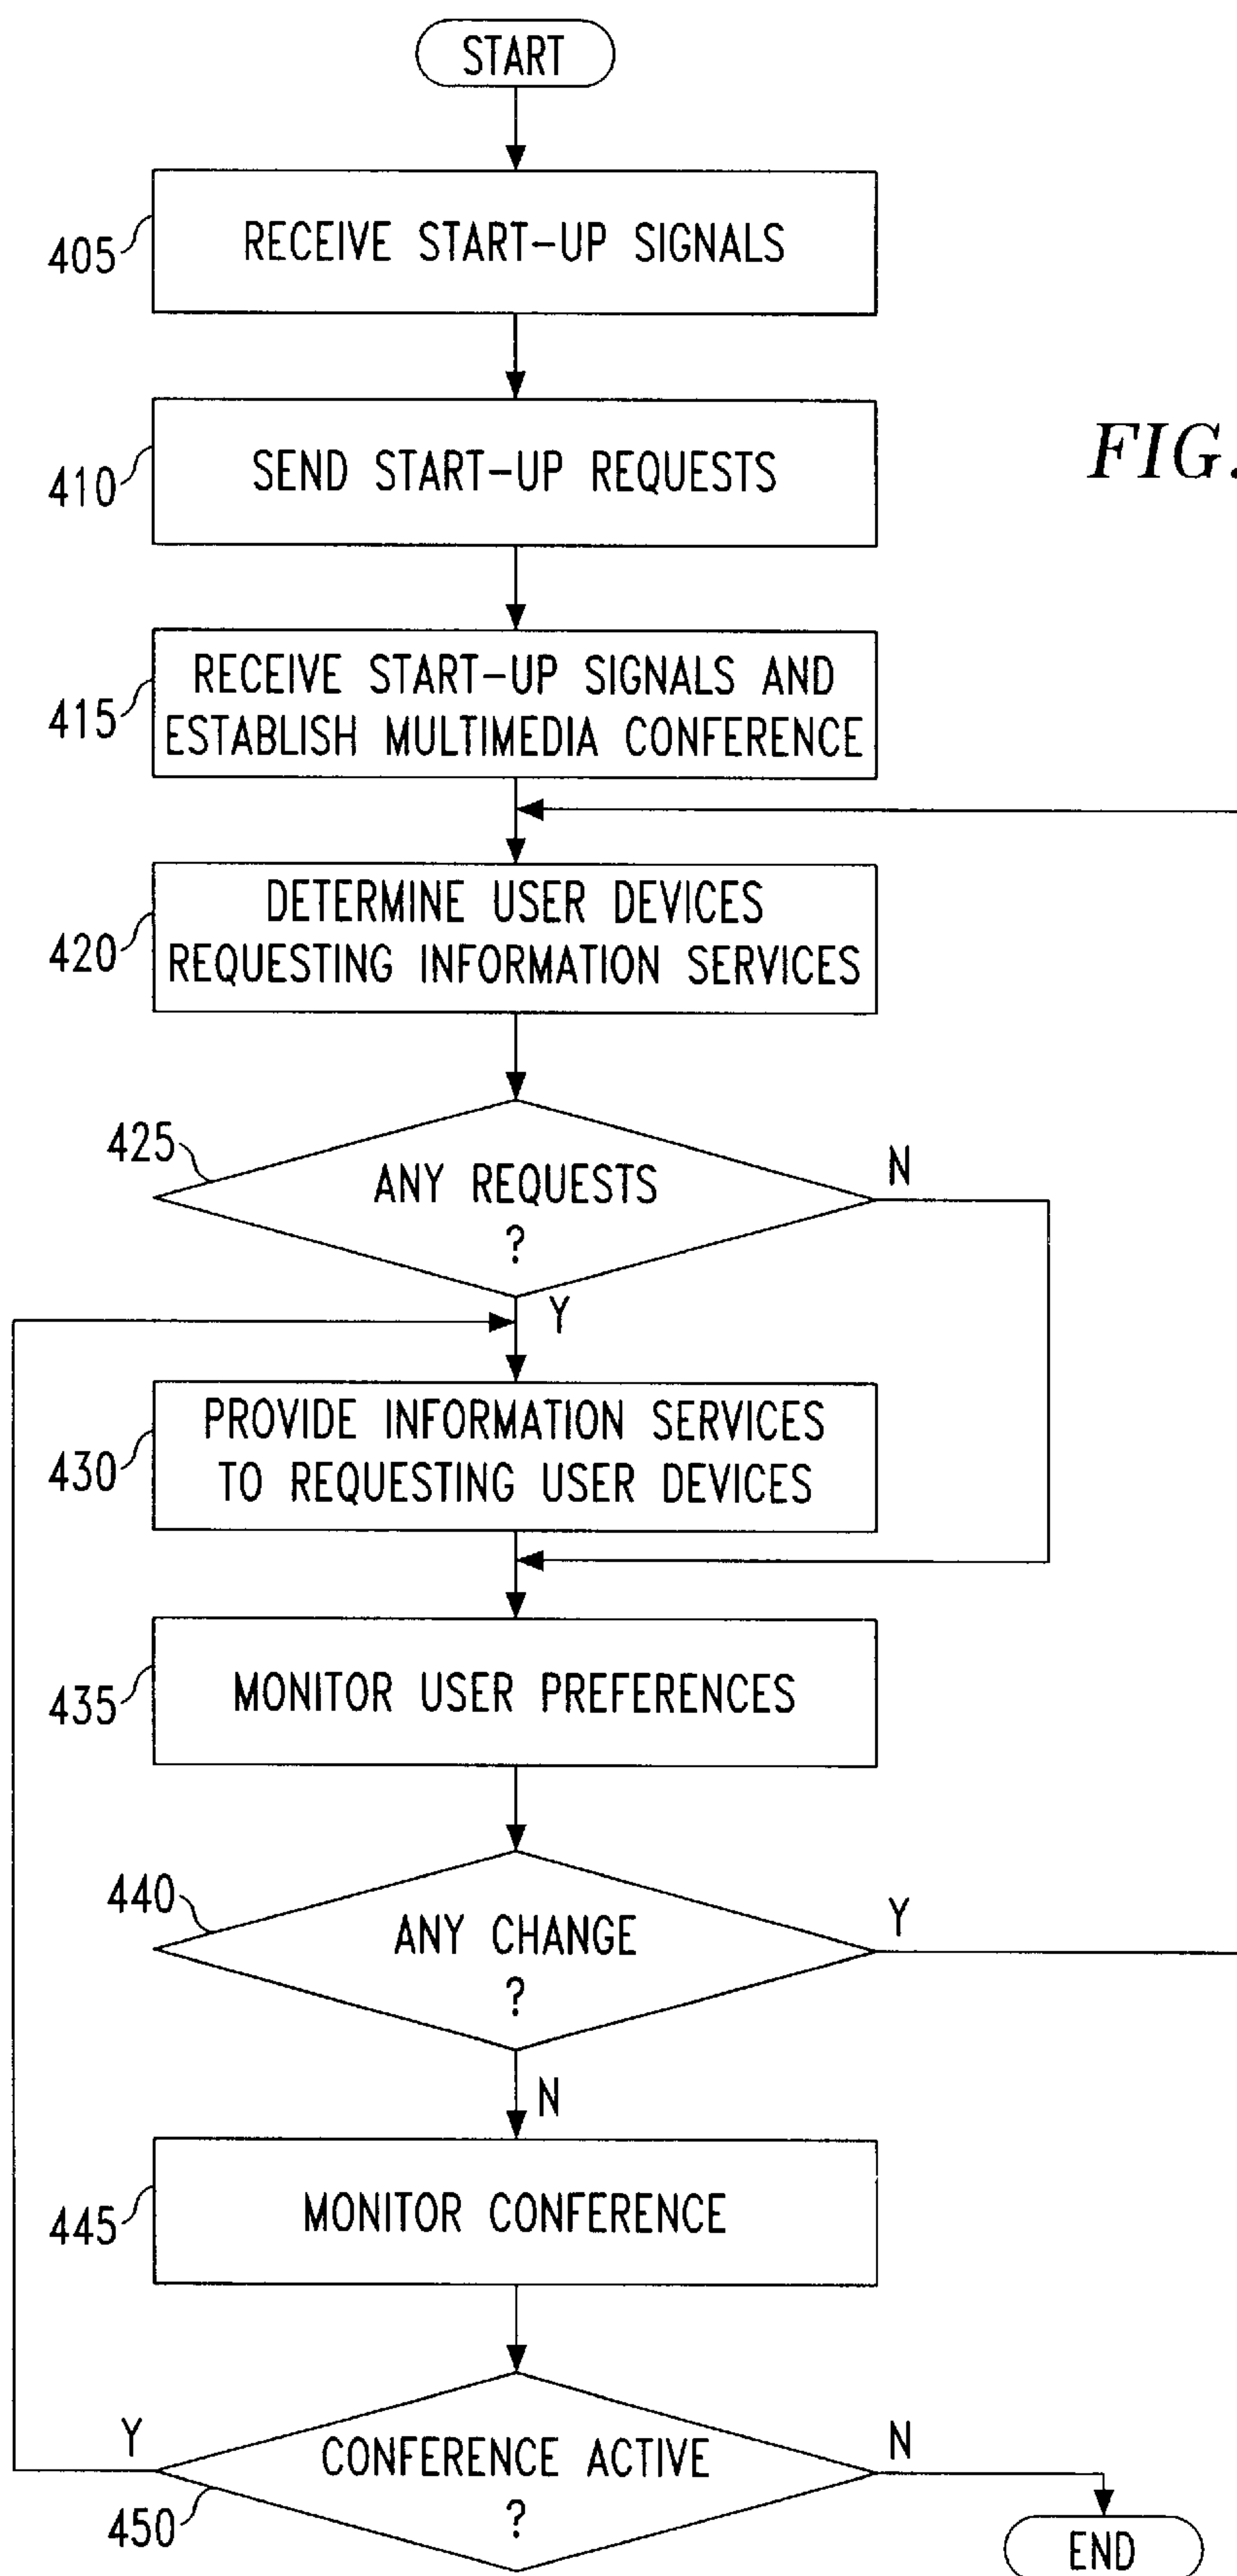 START
405
RECEIVE START-UP SIGNALS
410
SEND START-UP REQUESTS
FIG.
415
RECEIVE START-UP SIGNALS AND
ESTABLISH MULTIMEDIA CONFERENCE
420
DETERMINE USER DEVICES
REQUESTING INFORMATION SERVICES
425
ANY REQUESTS
?
N
Y
430
PROVIDE INFORMATION SERVICES
TO REQUESTING USER DEVICES
435
MONITOR USER PREFERENCES
440
ANY CHANGE
?
Y
N
445
MONITOR CONFERENCE
Y
CONFERENCE ACTIVE
?
N
450
END